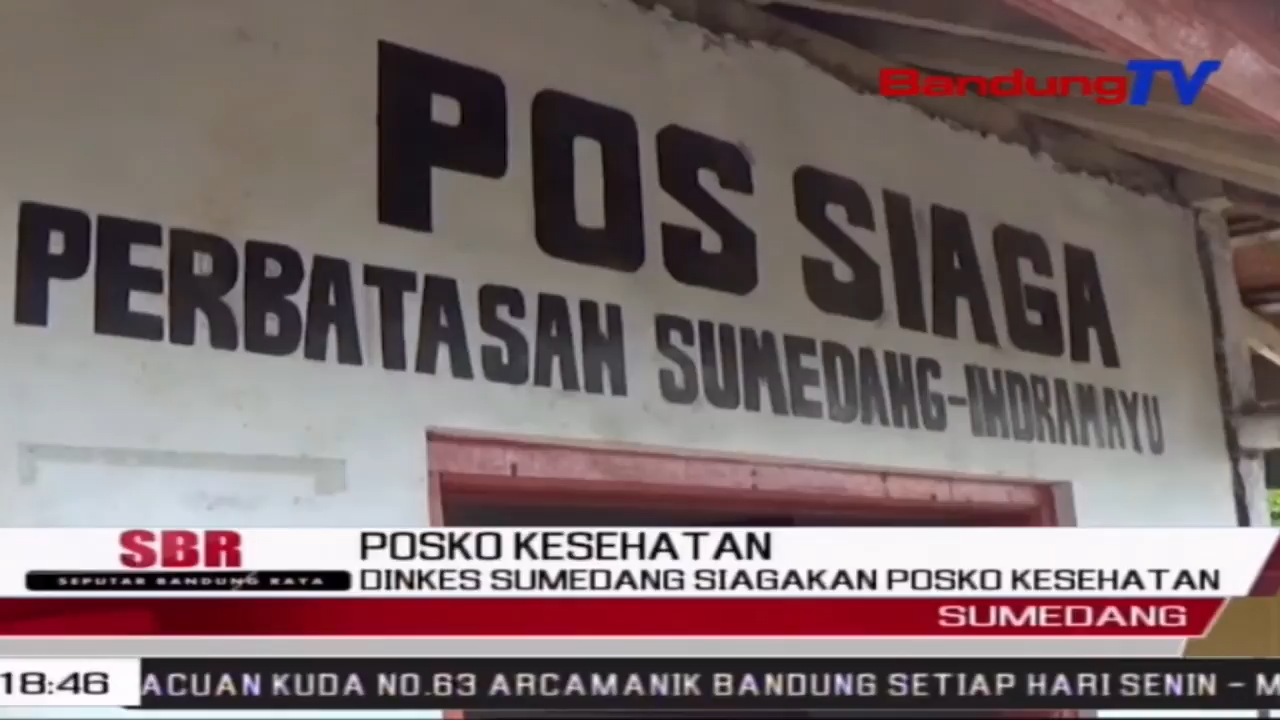 BandungTV
POS SIAGA
PERBATASAN SUMEDANG-INDRAMAYU
SBR
SEPUTAR BANDUNG RAYA
POSKO KESEHATAN
DINKES SUMEDANG SIAGAKAN POSKO KESEHATAN
SUMEDANG
18:46
ACUAN KUDA NO.63 ARCAMANIK BANDUNG SETIAP HARI SENIN - M